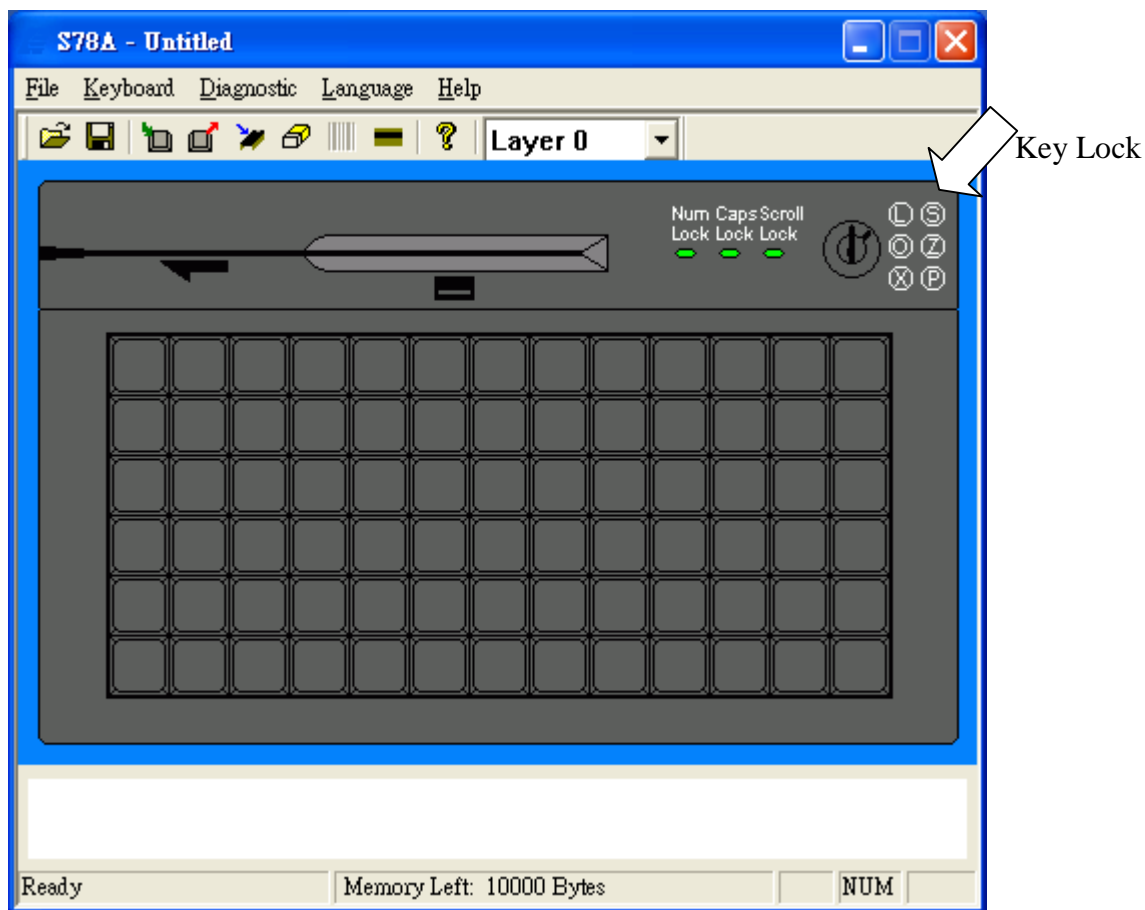 S78A - Untitled
File Keyboard Diagnostic Language Help
Layer 0
Key Lock
Num Caps Scroll
Lock Lock Lock
L S
O Z
X P
Ready Memory Left: 10000 Bytes NUM